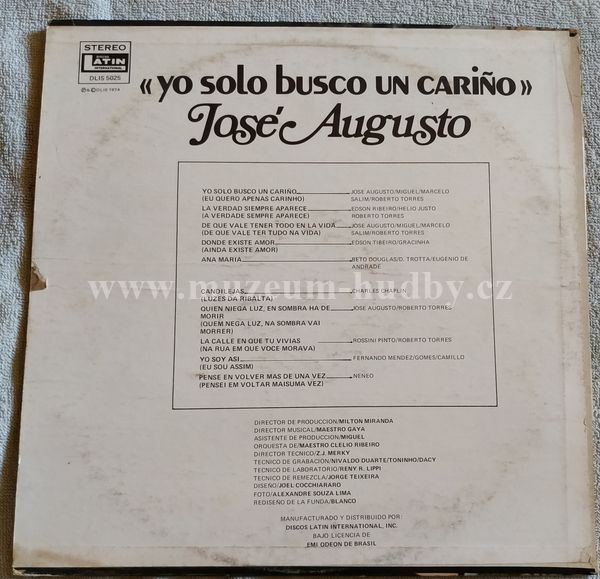 STEREO
DISCOS
LATIN
INTERNATIONAL
DLIS 5025
℗ & © DLIS 1974
«YO SOLO BUSCO UN CARIÑO»
José Augusto
YO SOLO BUSCO UN CARIÑO JOSE AUGUSTO/MIGUEL/MARCELO
(EU QUERO APENAS CARINHO) SALIM/ROBERTO TORRES
LA VERDAD SIEMPRE APARECE EDSON RIBEIRO/HELIO JUSTO
(A VERDADE SEMPRE APARECE) ROBERTO TORRES
DE QUE VALE TENER TODO EN LA VIDA JOSE AUGUSTO/MIGUEL/MARCELO
(DE QUE VALE TER TUDO NA VIDA) SALIM/ROBERTO TORRES
DONDE EXISTE AMOR EDSON TIBEIRO/GRACINHA
(AINDA EXISTE AMOR)
ANA MARIA BETO DOUGLAS/D. TROTTA/EUGENIO DE
ANDRADE
www.muzeum-hudby.cz
CANDILEJAS CHARLES CHAPLIN
(LUZES DA RIBALTA)
QUIEN NIEGA LUZ, EN SOMBRA HA DE JOSE AUGUSTO/ROBERTO TORRES
MORIR
(QUEM NEGA LUZ, NA SOMBRA VAI
MORRER)
LA CALLE EN QUE TU VIVIAS ROSSINI PINTO/ROBERTO TORRES
(NA RUA EM QUE VOCE MORAVA)
YO SOY ASI FERNANDO MENDEZ/GOMES/CAMILLO
(EU SOU ASSIM)
PENSE EN VOLVER MAS DE UNA VEZ NENEO
(PENSEI EM VOLTAR MAISUMA VEZ)
DIRECTOR DE PRODUCCION/MILTON MIRANDA
DIRECTOR MUSICAL/MAESTRO GAYA
ASISTENTE DE PRODUCCION/MIGUEL
ORQUESTA DE/MAESTRO CLELIO RIBEIRO
DIRECTOR TECNICO/Z.J. MERKY
TECNICO DE GRABACION/NIVALDO DUARTE/TONINHO/DACY
TECNICO DE LABORATORIO/RENY R. LIPPI
TECNICO DE REMEZCLA/JORGE TEIXEIRA
DISEÑO/JOEL COCCHIARARO
FOTO/ALEXANDRE SOUZA LIMA
REDISEÑO DE LA FUNDA/BLANCO
MANUFACTURADO Y DISTRIBUIDO POR:
DISCOS LATIN INTERNATIONAL, INC.
BAJO LICENCIA DE
EMI ODEON DE BRASIL